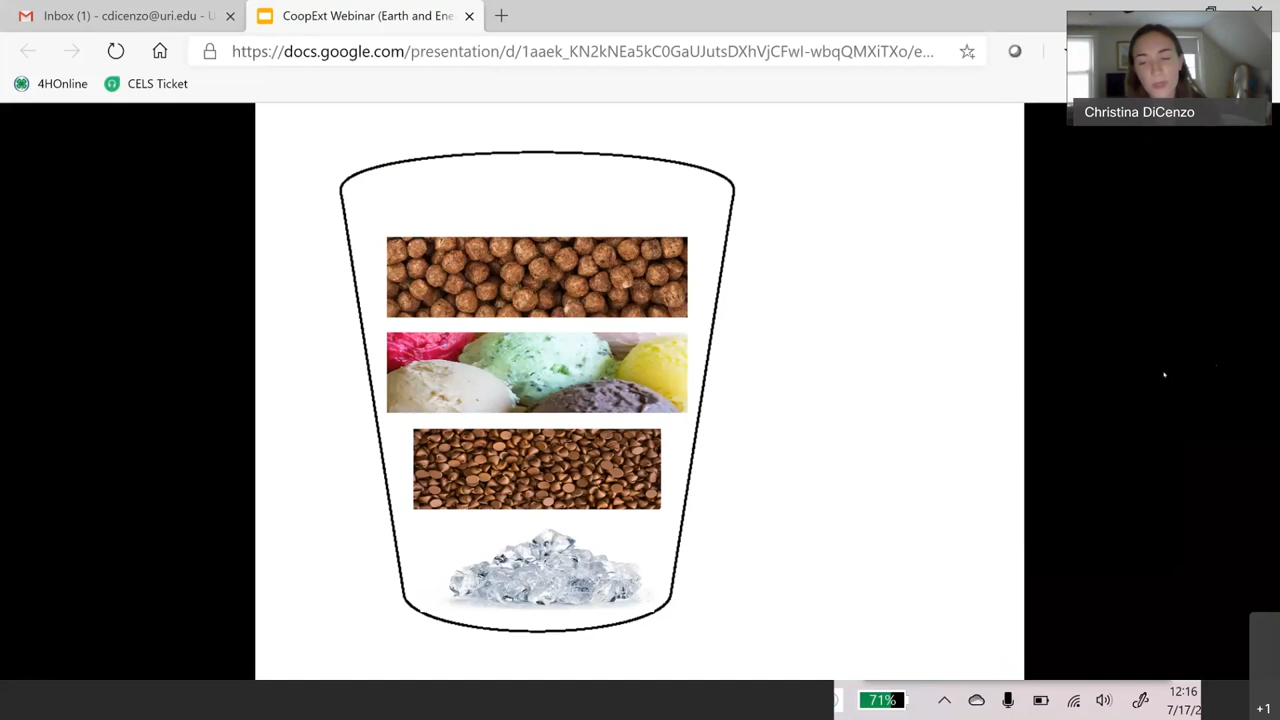 Inbox (1) - cdicenzo@uri.edu - U
CoopExt Webinar (Earth and Ene
https://docs.google.com/presentation/d/1aaek_KN2kNEa5kC0GaUJutsDXhVjCFwI-wbqQMXiTXo/e...
4HOnline
CELS Ticket
Christina DiCenzo
71%
12:16
7/17/2
+1